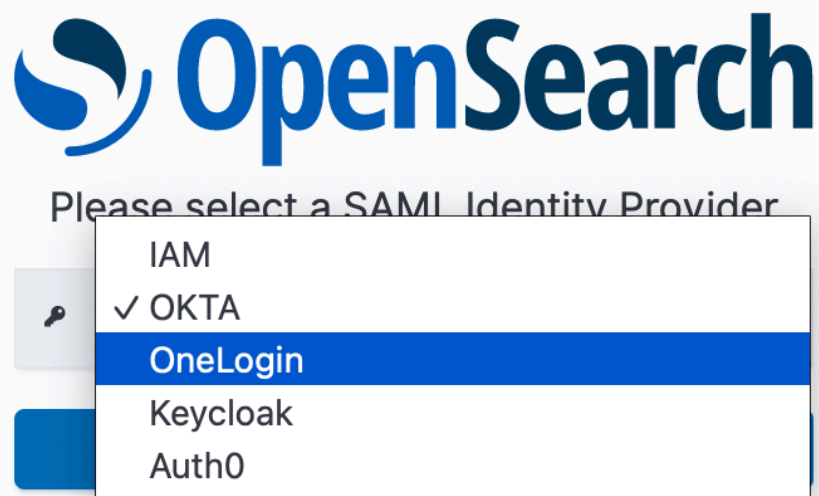 OpenSearch
Please select a SAML Identity Provider
IAM
✓ OKTA
OneLogin
Keycloak
Auth0